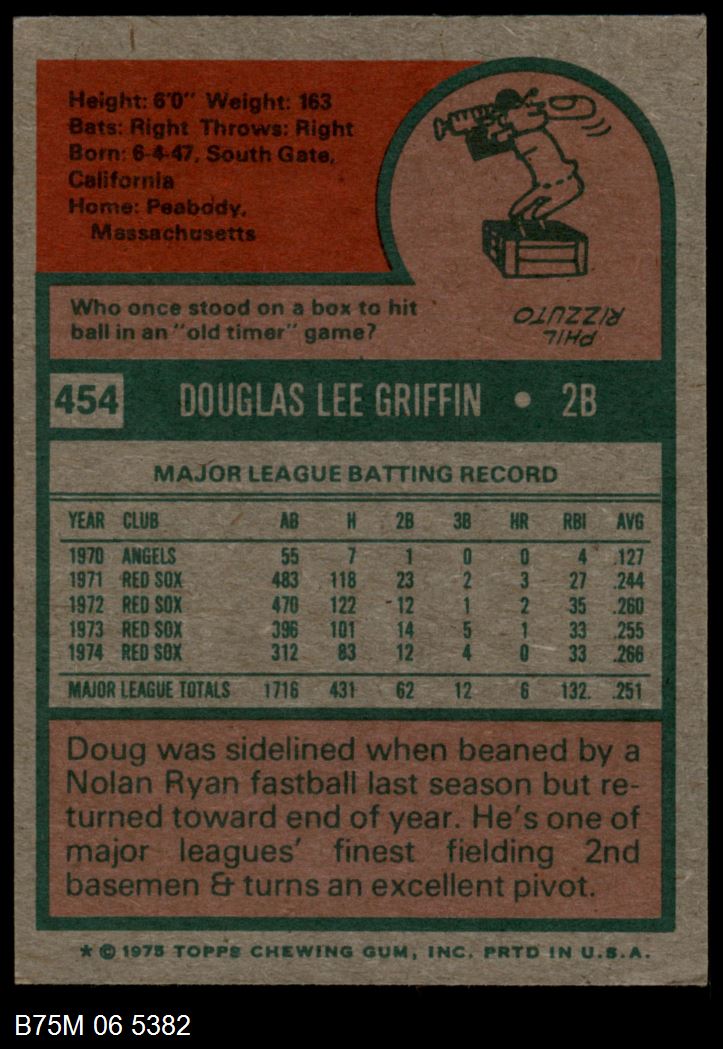 Height: 6'0" Weight: 163
Bats: Right Throws: Right
Born: 6-4-47, South Gate,
California
Home: Peabody,
Massachusetts
Who once stood on a box to hit
ball in an "old timer" game?
PHIL
RIZZUTO
454 DOUGLAS LEE GRIFFIN • 2B
MAJOR LEAGUE BATTING RECORD
YEAR CLUB AB H 2B 3B HR RBI AVG
1970 ANGELS 55 7 1 0 0 4 .127
1971 RED SOX 483 118 23 2 3 27 .244
1972 RED SOX 470 122 12 1 2 35 .260
1973 RED SOX 396 101 14 5 1 33 .255
1974 RED SOX 312 83 12 4 0 33 .266
MAJOR LEAGUE TOTALS 1716 431 62 12 6 132. .251
Doug was sidelined when beaned by a
Nolan Ryan fastball last season but re-
turned toward end of year. He's one of
major leagues' finest fielding 2nd
basemen & turns an excellent pivot.
* © 1975 TOPPS CHEWING GUM, INC. PRTD IN U.S.A.
B75M 06 5382